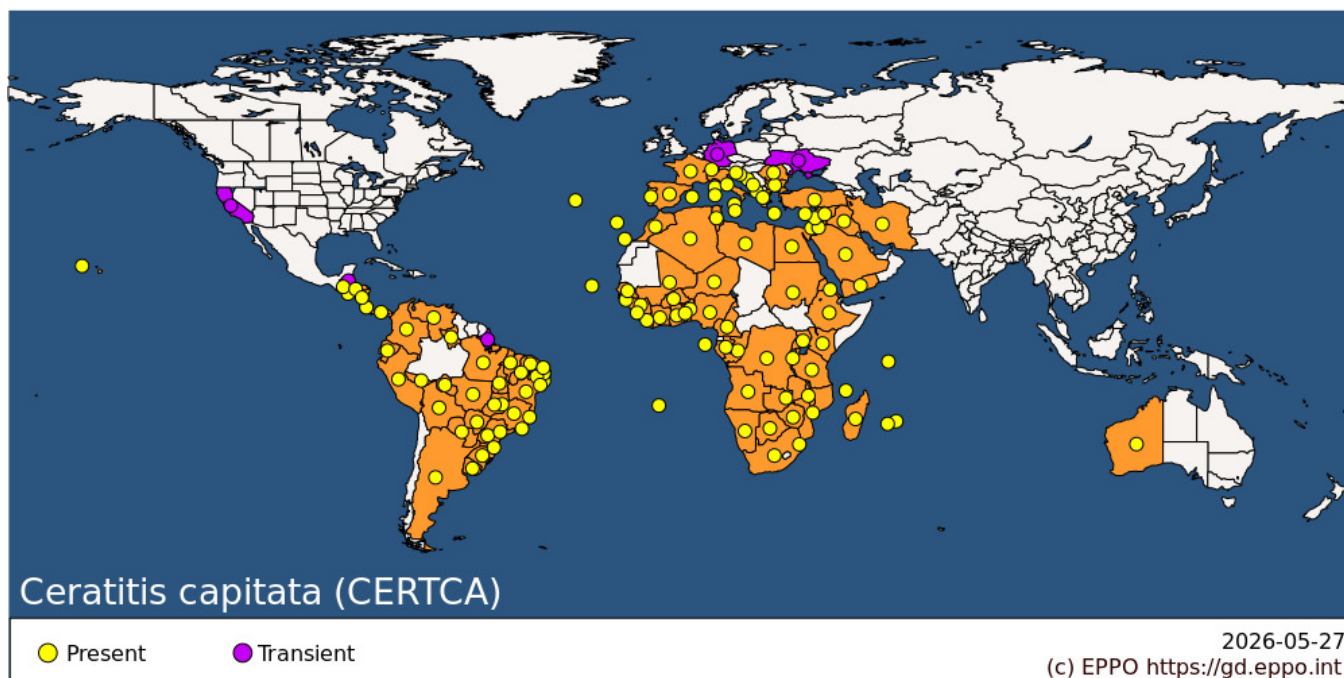 Ceratitis capitata (CERTCA)
Present
Transient
2026-05-27
(c) EPPO https://gd.eppo.int